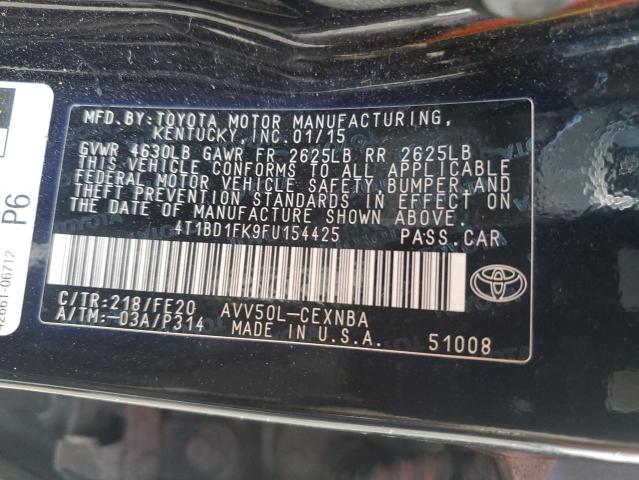 MFD. BY: TOYOTA MOTOR MANUFACTURING,
KENTUCKY, INC. 01/15
GVWR 4630LB GAWR FR 2625LB RR 2625LB
THIS VEHICLE CONFORMS TO ALL APPLICABLE
FEDERAL MOTOR VEHICLE SAFETY, BUMPER, AND
THEFT PREVENTION STANDARDS IN EFFECT ON
THE DATE OF MANUFACTURE SHOWN ABOVE.
4T1BD1FK9FU154425 PASS. CAR
C/TR: 218/FE20 AVV50L-CEXNBA
A/TM: -03A/P314 MADE IN U.S.A.
51008
P6
42661-06712